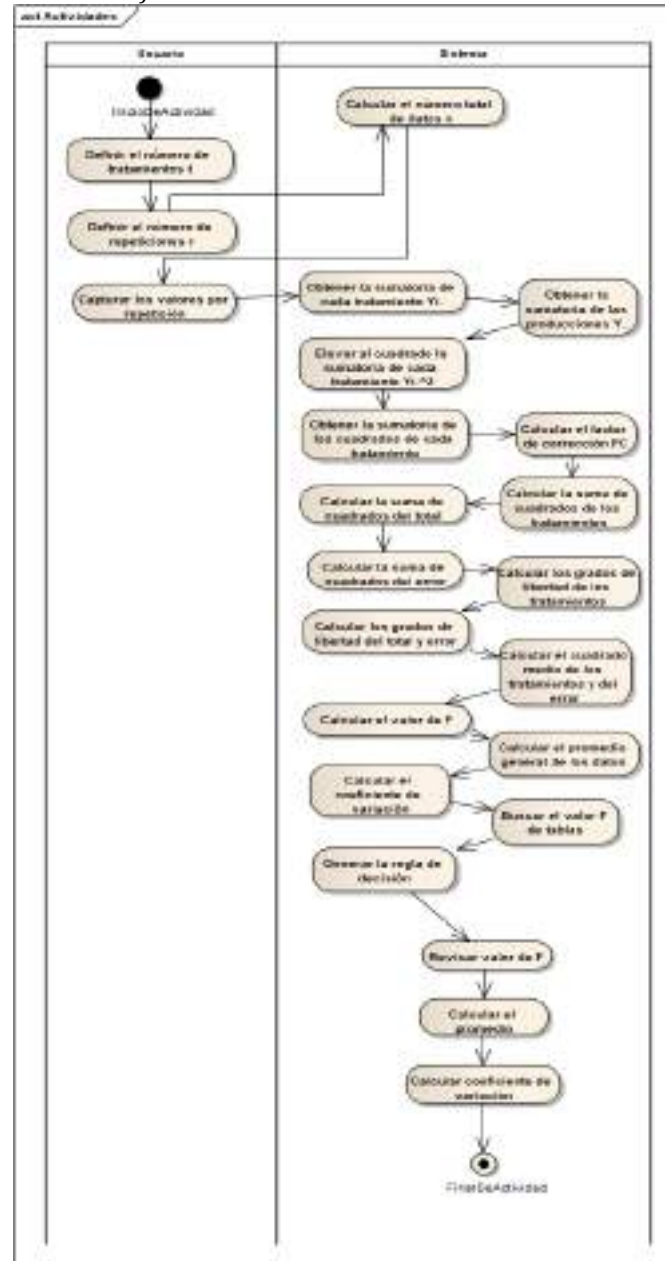 act Actividades
Usuario
Sistema
InicioDeActividad
Calcular el número total
de datos n
Definir el número de
tratamientos t
Definir el número de
repeticiones r
Capturar los valores por
repetición
Obtener la sumatoria de
cada tratamiento Yi.
Obtener la
sumatoria de las
producciones Y.
Elevar al cuadrado la
sumatoria de cada
tratamiento Yi.^2
Obtener la sumatoria de
los cuadrados de cada
tratamiento
Calcular el factor
de corrección FC
Calcular la suma de
cuadrados de los
tratamientos
Calcular la suma de
cuadrados del total
Calcular la suma de
cuadrados del error
Calcular los grados de
libertad de los
tratamientos
Calcular los grados de
libertad del total y error
Calcular el cuadrado
medio de los
tratamientos y del
error
Calcular el valor de F
Calcular el promedio
general de los datos
Calcular el
coeficiente de
variación
Buscar el valor F
de tablas
Generar la regla de
decisión
Revisar valor de F
Calcular el
promedio
Calcular coeficiente de
variación
FinalDeActividad